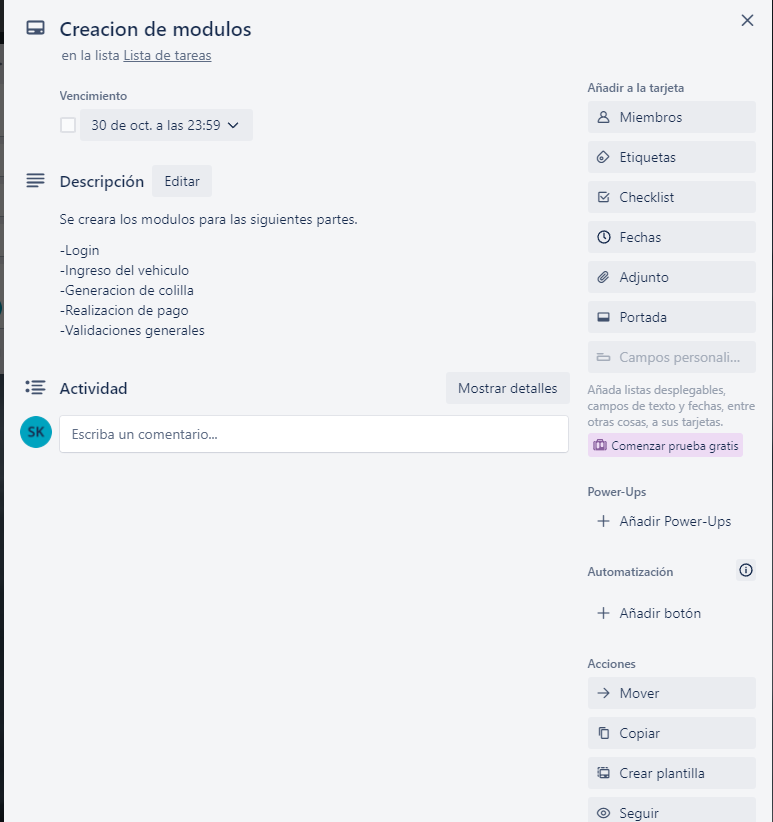 Creacion de modulos
en la lista Lista de tareas
Vencimiento
30 de oct. a las 23:59
Descripción
Editar
Se creara los modulos para las siguientes partes.
-Login
-Ingreso del vehiculo
-Generacion de colilla
-Realizacion de pago
-Validaciones generales
Actividad
Mostrar detalles
SK
Escriba un comentario...
Añadir a la tarjeta
Miembros
Etiquetas
Checklist
Fechas
Adjunto
Portada
Campos personali...
Añada listas desplegables,
campos de texto y fechas, entre
otras cosas, a sus tarjetas.
Comenzar prueba gratis
Power-Ups
Añadir Power-Ups
Automatización
Añadir botón
Acciones
Mover
Copiar
Crear plantilla
Seguir